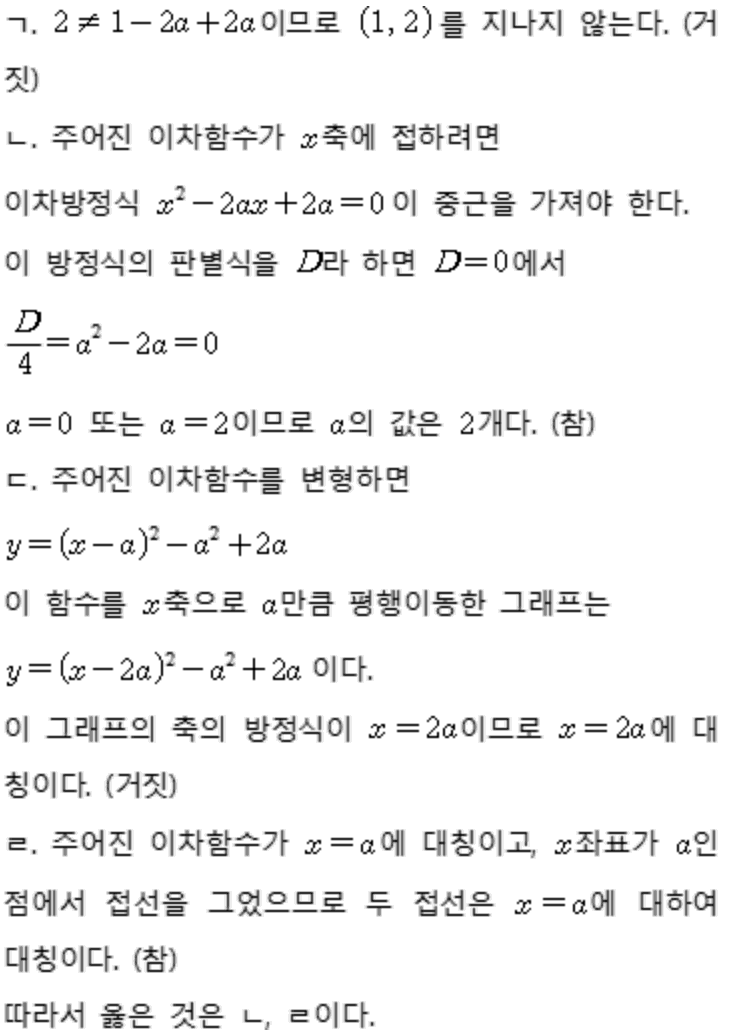 ㄱ. 2≠1−2a+2a이므로 (1, 2)를 지나지 않는다. (거
짓)
ㄴ. 주어진 이차함수가 x축에 접하려면
이차방정식 x²−2ax+2a=0이 중근을 가져야 한다.
이 방정식의 판별식을 D라 하면 D=0에서
D/4=a²−2a=0
a=0 또는 a=2이므로 a의 값은 2개다. (참)
ㄷ. 주어진 이차함수를 변형하면
y=(x−a)²−a²+2a
이 함수를 x축으로 a만큼 평행이동한 그래프는
y=(x−2a)²−a²+2a 이다.
이 그래프의 축의 방정식이 x=2a이므로 x=2a에 대
칭이다. (거짓)
ㄹ. 주어진 이차함수가 x=a에 대칭이고, x좌표가 a인
점에서 접선을 그었으므로 두 접선은 x=a에 대하여
대칭이다. (참)
따라서 옳은 것은 ㄴ, ㄹ이다.